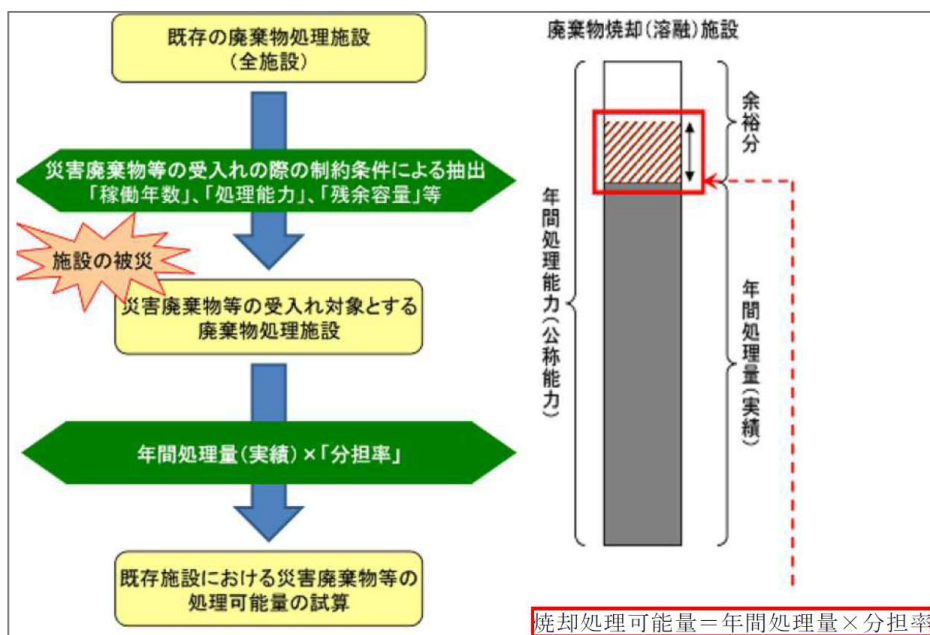 既存の廃棄物処理施設
(全施設)
災害廃棄物等の受入れの際の制約条件による抽出
「稼働年数」、「処理能力」、「残余容量」等
施設の被災
災害廃棄物等の受入れ対象とする
廃棄物処理施設
年間処理量(実績)×「分担率」
既存施設における災害廃棄物等の
処理可能量の試算
廃棄物焼却(溶融)施設
年間処理能力(公称能力)
余裕分
年間処理量(実績)
焼却処理可能量＝年間処理量×分担率